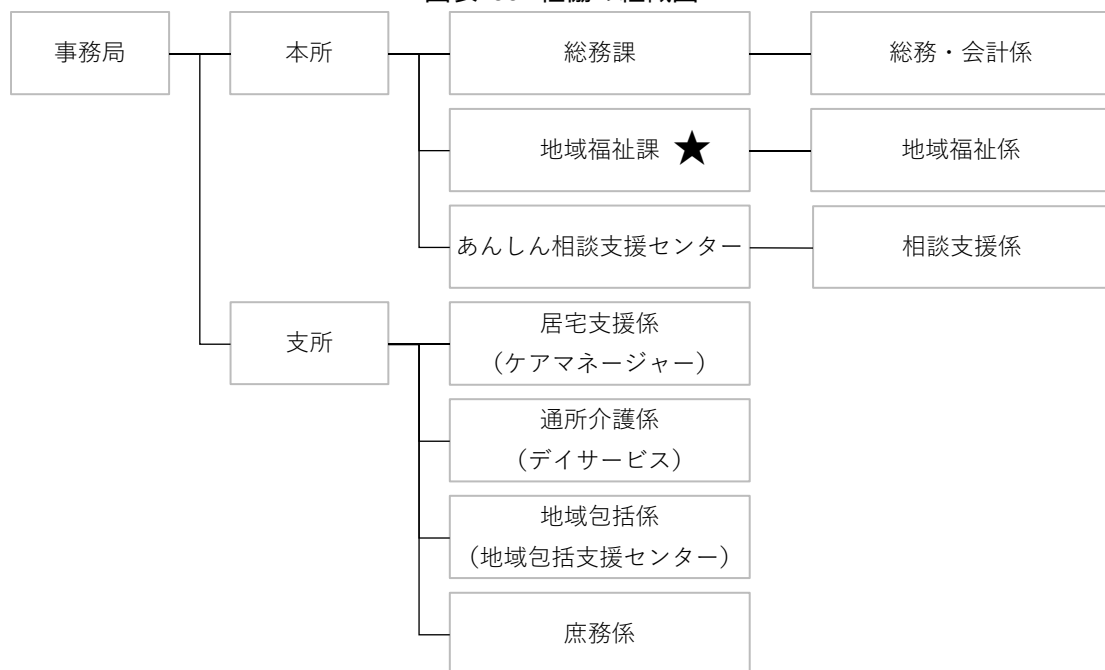 事務局
本所
総務課
総務・会計係
地域福祉課 ★
地域福祉係
あんしん相談支援センター
相談支援係
支所
居宅支援係
（ケアマネージャー）
通所介護係
（デイサービス）
地域包括係
（地域包括支援センター）
庶務係